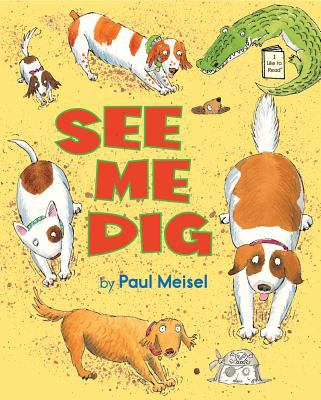 I
Like to
Read®
SEE
ME
DIG
by Paul Meisel